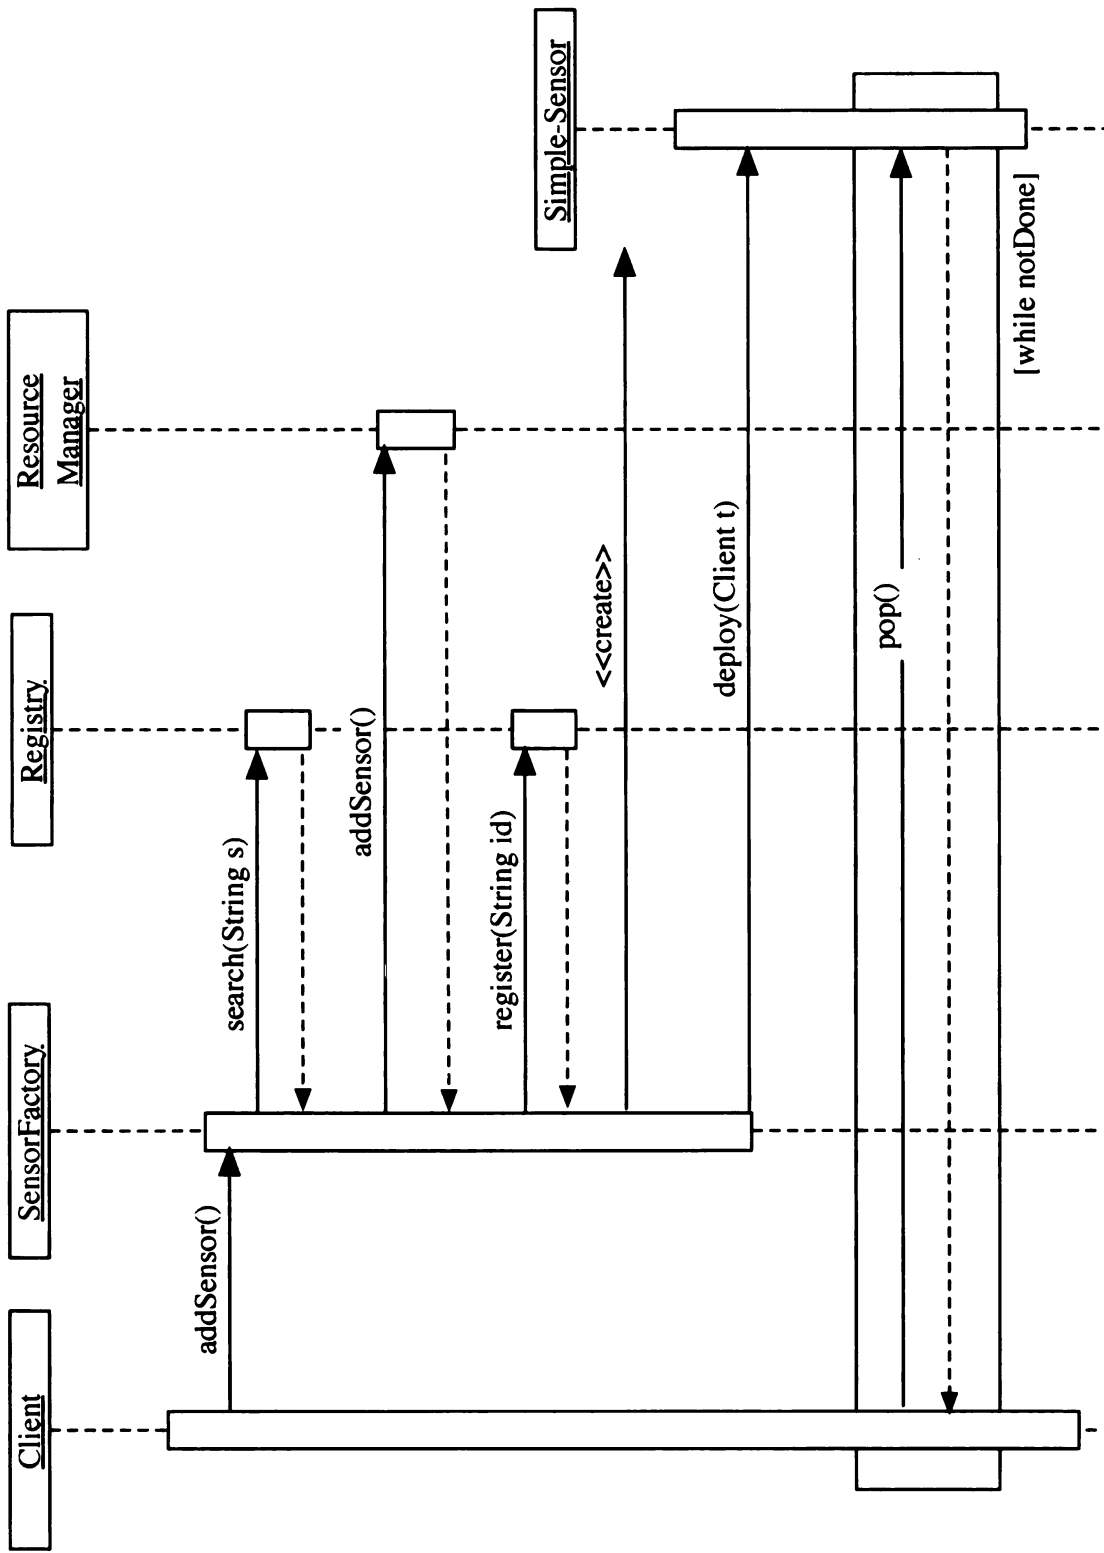 Client
SensorFactory
Registry
Resource
Manager
Simple-Sensor
addSensor()
search(String s)
addSensor()
register(String id)
<<create>>
deploy(Client t)
pop()
[while notDone]